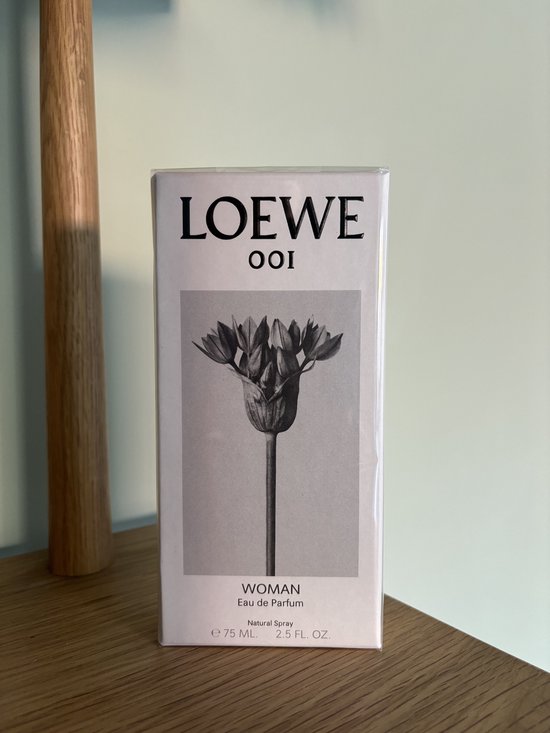 LOEWE
001
WOMAN
Eau de Parfum
Natural Spray
℮ 75 ML. 2.5 FL. OZ.